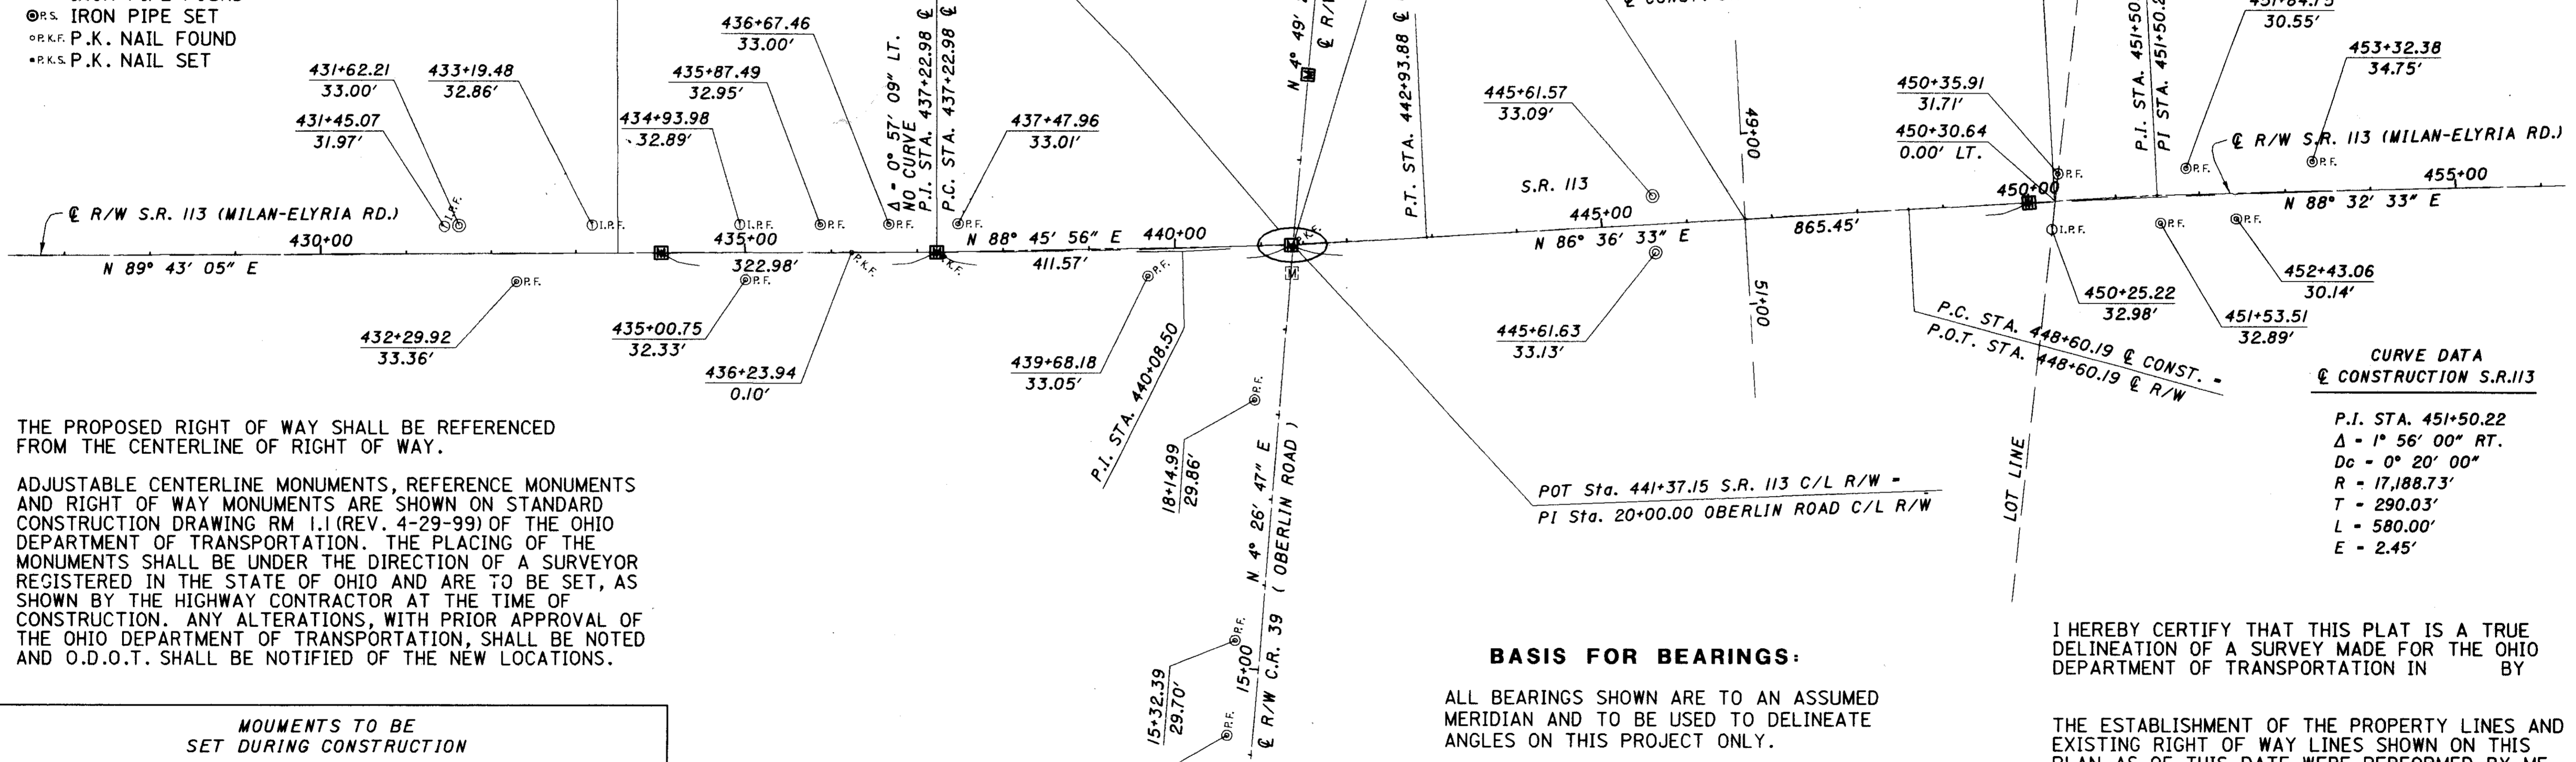 P.S. IRON PIPE SET
P.K.F. P.K. NAIL FOUND
P.K.S. P.K. NAIL SET
431+62.21
33.00'
431+45.07
31.97'
433+19.48
32.86'
436+67.46
33.00'
435+87.49
32.95'
434+93.98
32.89'
Δ = 0° 57' 09" LT.
NO CURVE
P.I. STA. 437+22.98 ℄
P.C. STA. 437+22.98 ℄
437+47.96
33.01'
N 4° 49'
℄ R/W
P.T. STA. 442+93.88 ℄
445+61.57
33.09'
49+00
450+35.91
31.71'
450+30.64
0.00' LT.
P.I. STA. 451+50
PI STA. 451+50.2
30.55'
453+32.38
34.75'
℄ R/W S.R. 113 (MILAN-ELYRIA RD.)
℄ R/W S.R. 113 (MILAN-ELYRIA RD.)
I.P.F.
I.P.F.
I.P.F.
P.F.
P.F.
P.F.
S.R. 113
P.F.
P.F.
P.F.
430+00
435+00
440+00
445+00
450+00
455+00
N 89° 43' 05" E
322.98'
N 88° 45' 56" E
411.57'
P.K.F.
P.K.F.
P.K.F.
N 86° 36' 33" E
865.45'
N 88° 32' 33" E
P.F.
P.F.
P.F.
I.P.F.
P.F.
P.F.
432+29.92
33.36'
435+00.75
32.33'
436+23.94
0.10'
439+68.18
33.05'
P.I. STA. 440+08.50
445+61.63
33.13'
51+00
450+25.22
32.98'
451+53.51
32.89'
452+43.06
30.14'
P.C. STA. 448+60.19 ℄ CONST. =
P.O.T. STA. 448+60.19 ℄ R/W
CURVE DATA
℄ CONSTRUCTION S.R.113
P.I. STA. 451+50.22
Δ = 1° 56' 00" RT.
Dc = 0° 20' 00"
R = 17,188.73'
T = 290.03'
L = 580.00'
E = 2.45'
THE PROPOSED RIGHT OF WAY SHALL BE REFERENCED
FROM THE CENTERLINE OF RIGHT OF WAY.
ADJUSTABLE CENTERLINE MONUMENTS, REFERENCE MONUMENTS
AND RIGHT OF WAY MONUMENTS ARE SHOWN ON STANDARD
CONSTRUCTION DRAWING RM 1.1 (REV. 4-29-99) OF THE OHIO
DEPARTMENT OF TRANSPORTATION. THE PLACING OF THE
MONUMENTS SHALL BE UNDER THE DIRECTION OF A SURVEYOR
REGISTERED IN THE STATE OF OHIO AND ARE TO BE SET, AS
SHOWN BY THE HIGHWAY CONTRACTOR AT THE TIME OF
CONSTRUCTION. ANY ALTERATIONS, WITH PRIOR APPROVAL OF
THE OHIO DEPARTMENT OF TRANSPORTATION, SHALL BE NOTED
AND O.D.O.T. SHALL BE NOTIFIED OF THE NEW LOCATIONS.
P.F.
18+14.99
29.86'
N 4° 26' 47" E
℄ R/W C.R. 39 ( OBERLIN ROAD )
P.F.
15+00
15+32.39
29.70'
P.F.
POT Sta. 441+37.15 S.R. 113 C/L R/W =
PI Sta. 20+00.00 OBERLIN ROAD C/L R/W
LOT LINE
MOUMENTS TO BE
SET DURING CONSTRUCTION
BASIS FOR BEARINGS:
ALL BEARINGS SHOWN ARE TO AN ASSUMED
MERIDIAN AND TO BE USED TO DELINEATE
ANGLES ON THIS PROJECT ONLY.
I HEREBY CERTIFY THAT THIS PLAT IS A TRUE
DELINEATION OF A SURVEY MADE FOR THE OHIO
DEPARTMENT OF TRANSPORTATION IN BY
THE ESTABLISHMENT OF THE PROPERTY LINES AND
EXISTING RIGHT OF WAY LINES SHOWN ON THIS
PLAN AS OF THIS DATE WERE PERFORMED BY ME